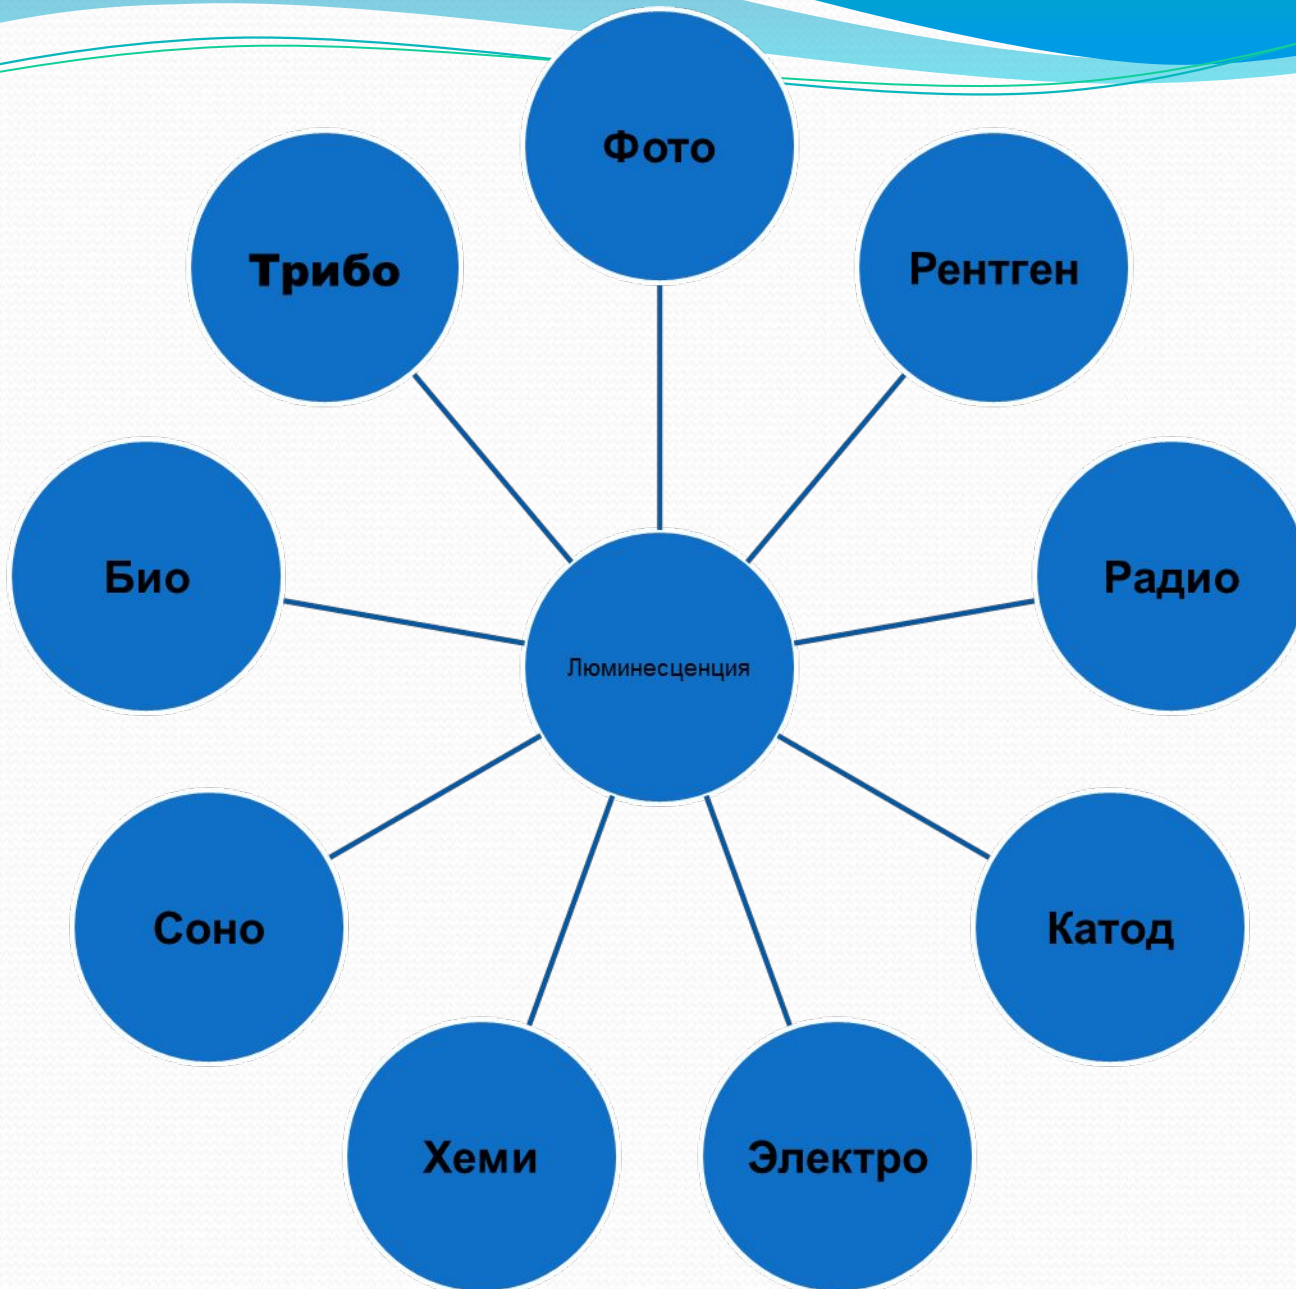 Фото
Трибо
Рентген
Био
Радио
Люминесценция
Соно
Катод
Хеми
Электро